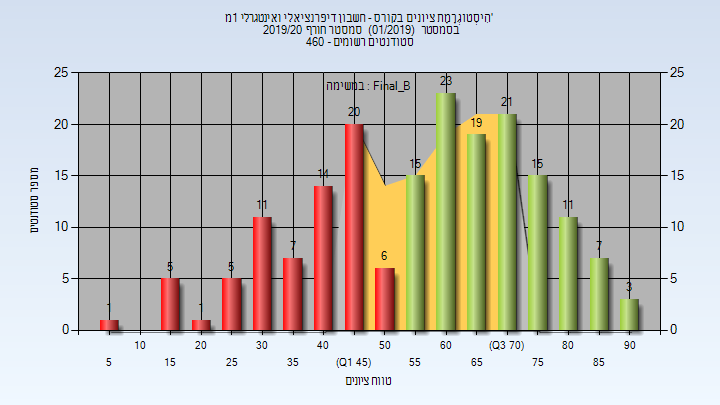 היסטוגרמת ציונים בקורס - חשבון דיפרנציאלי ואינטגרלי 1מ'
בסמסטר (01/2019) סמסטר חורף 2019/20
סטודנטים רשומים - 460
במשימה : Final_B
מספר סטודנטים
25 25
20 20
15 15
10 10
5 5
0 0
1 5 1 5 11 7 14 20 6 15 23 19 21 15 11 7 3
10 20 30 40 50 60 (Q3 70) 80 90
5 15 25 35 (Q1 45) 55 65 75 85
טווח ציונים